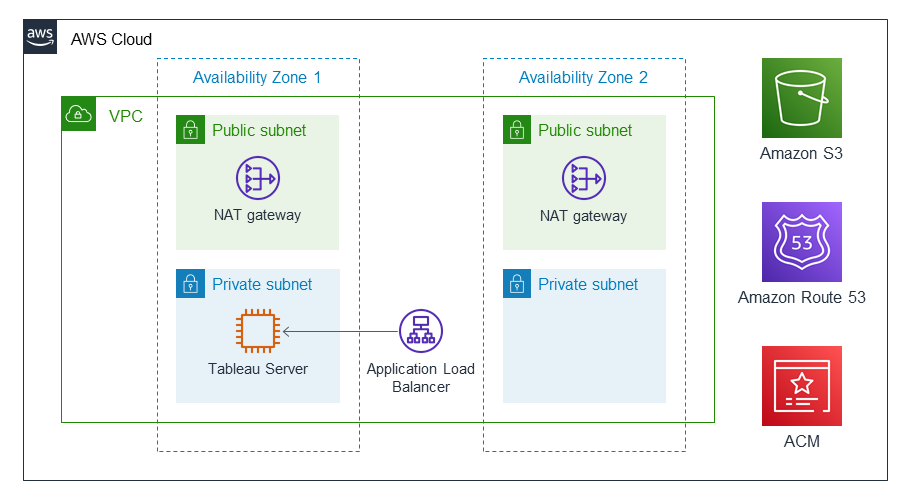 aws
AWS Cloud
Availability Zone 1
Availability Zone 2
VPC
Public subnet
NAT gateway
Public subnet
NAT gateway
Private subnet
Tableau Server
Application Load
Balancer
Private subnet
Amazon S3
53
Amazon Route 53
ACM